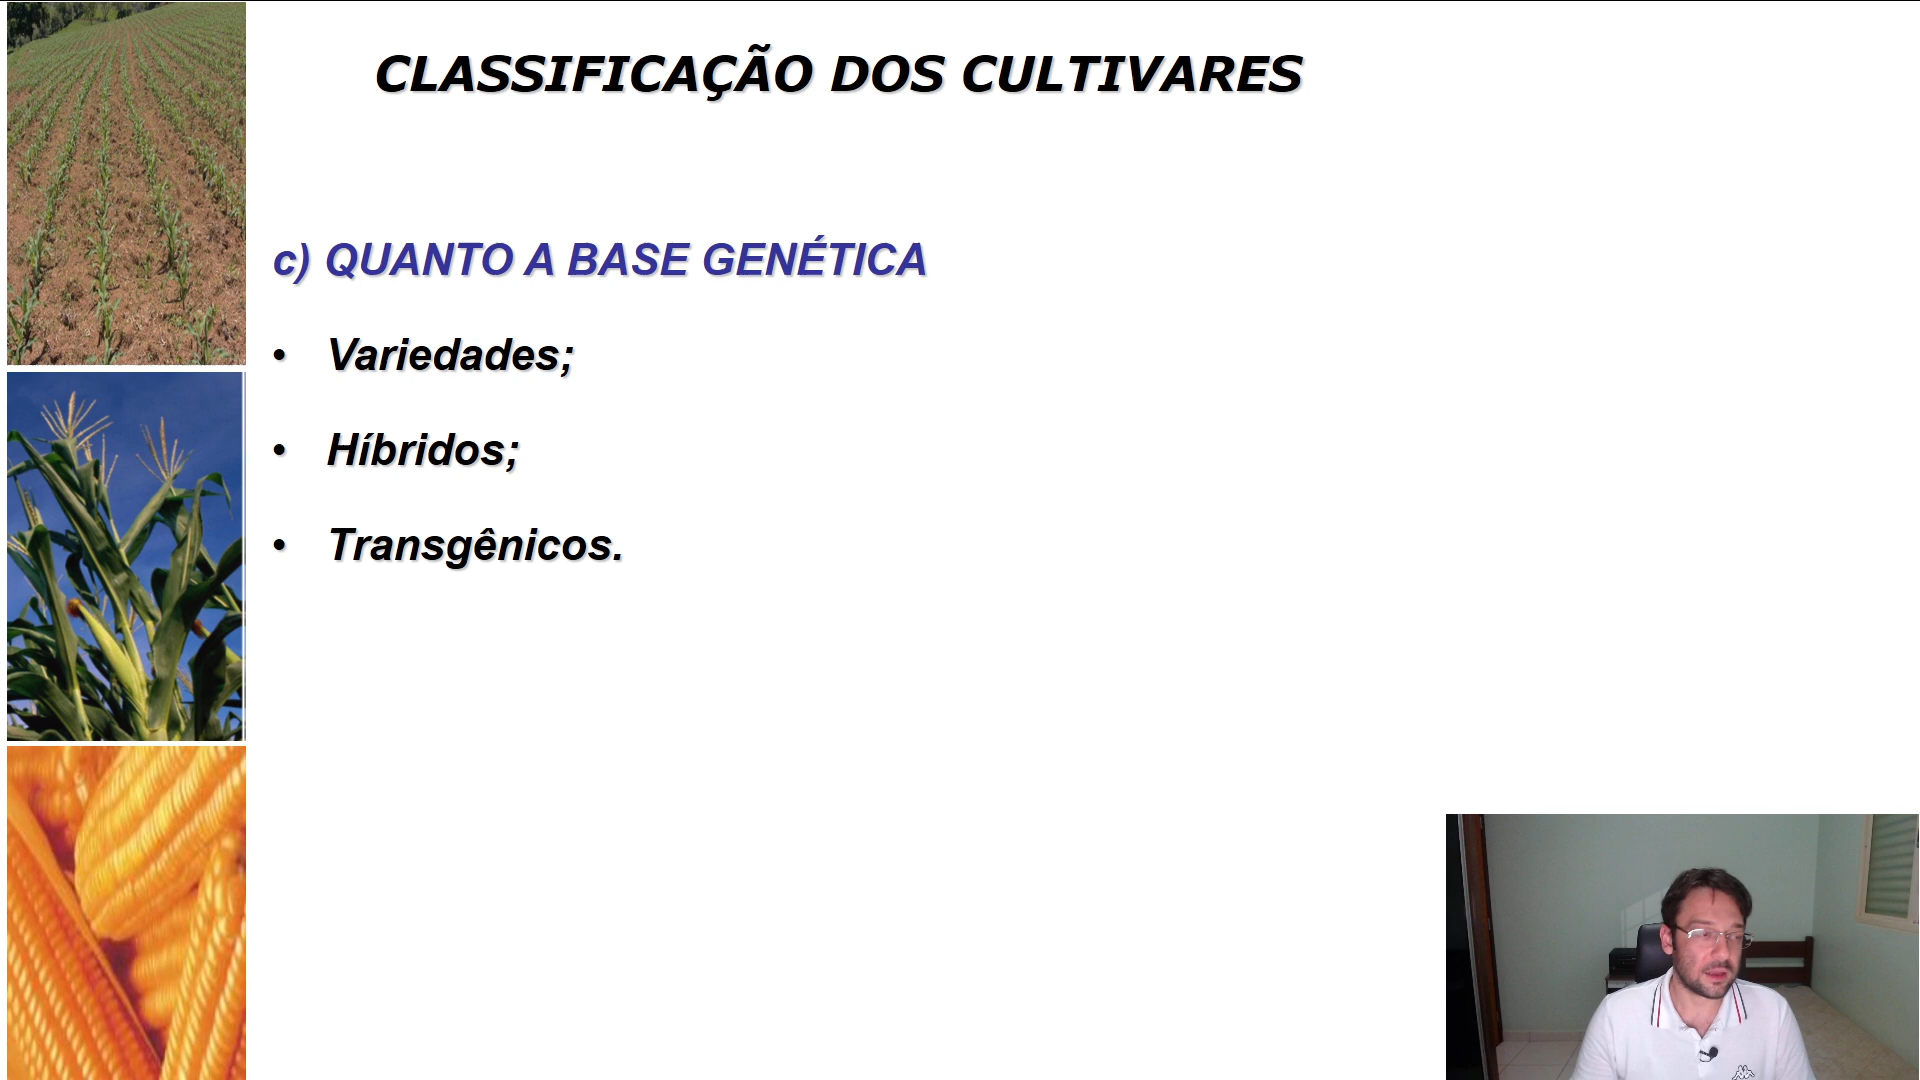 CLASSIFICAÇÃO DOS CULTIVARES
c) QUANTO A BASE GENÉTICA
• Variedades;
• Híbridos;
• Transgênicos.